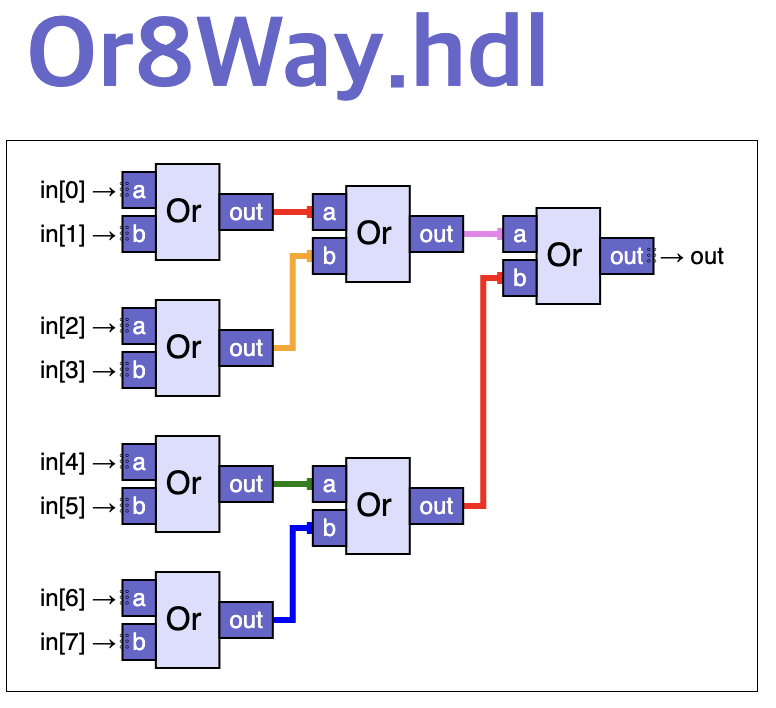 Or8Way.hdl
in[0] → a
Or
out
in[1] → b
a
Or
out
b
a
Or
out → out
b
in[2] → a
Or
out
in[3] → b
in[4] → a
Or
out
in[5] → b
a
Or
out
b
in[6] → a
Or
out
in[7] → b